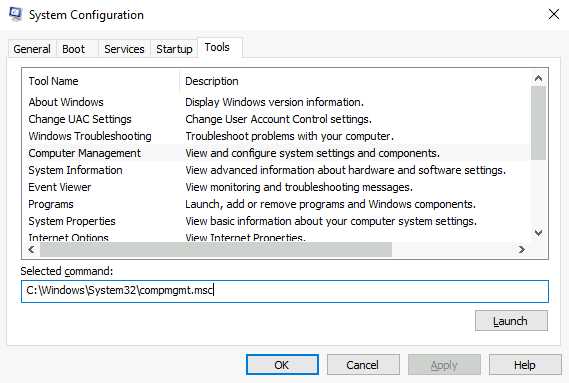 System Configuration
General Boot Services Startup Tools
Tool Name Description
About Windows Display Windows version information.
Change UAC Settings Change User Account Control settings.
Windows Troubleshooting Troubleshoot problems with your computer.
Computer Management View and configure system settings and components.
System Information View advanced information about hardware and software settings.
Event Viewer View monitoring and troubleshooting messages.
Programs Launch, add or remove programs and Windows components.
System Properties View basic information about your computer system settings.
Internet Options View Internet Properties.
Selected command:
C:\Windows\System32\compmgmt.msc
Launch
OK Cancel Apply Help